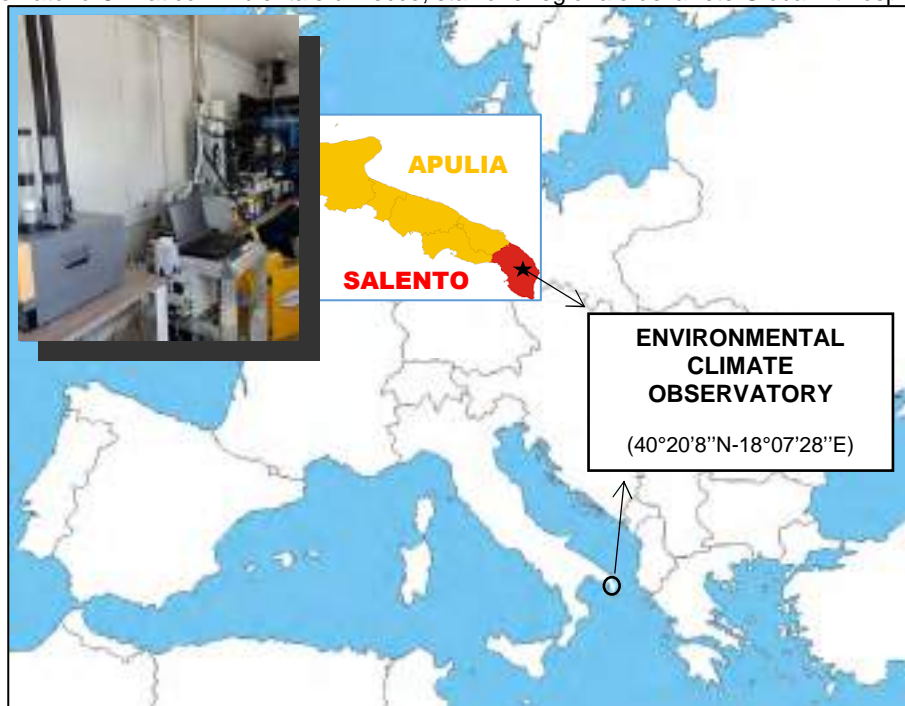 APULIA
SALENTO
ENVIRONMENTAL
CLIMATE
OBSERVATORY
(40°20'8''N-18°07'28''E)